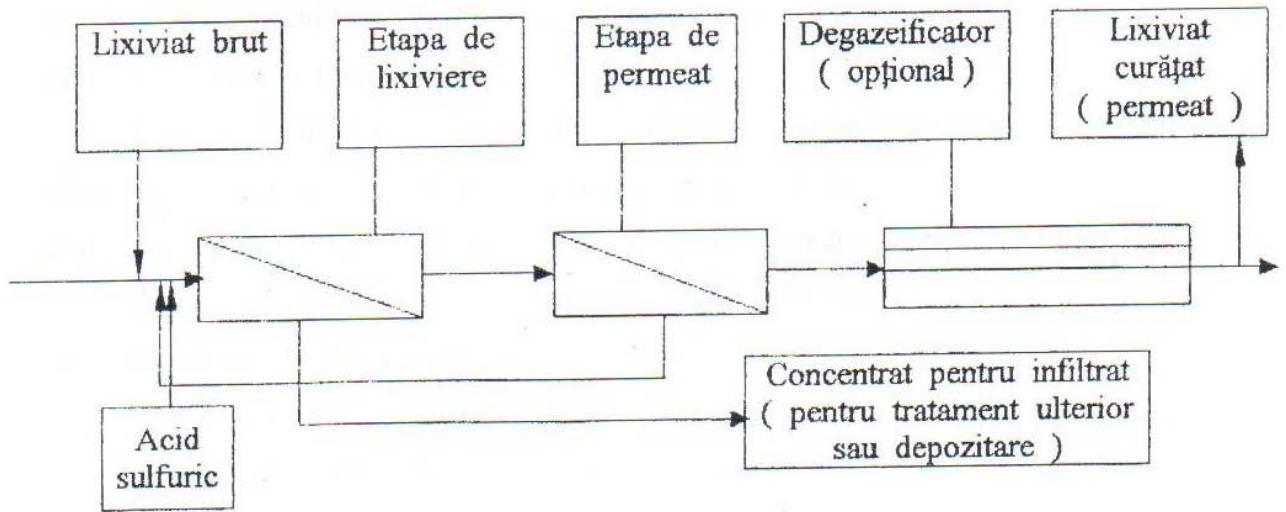 Lixiviat brut
Etapa de
lixiviere
Etapa de
permeat
Degazeificator
( opțional )
Lixiviat
curățat
( permeat )
Acid
sulfuric
Concentrat pentru infiltrat
( pentru tratament ulterior
sau depozitare )